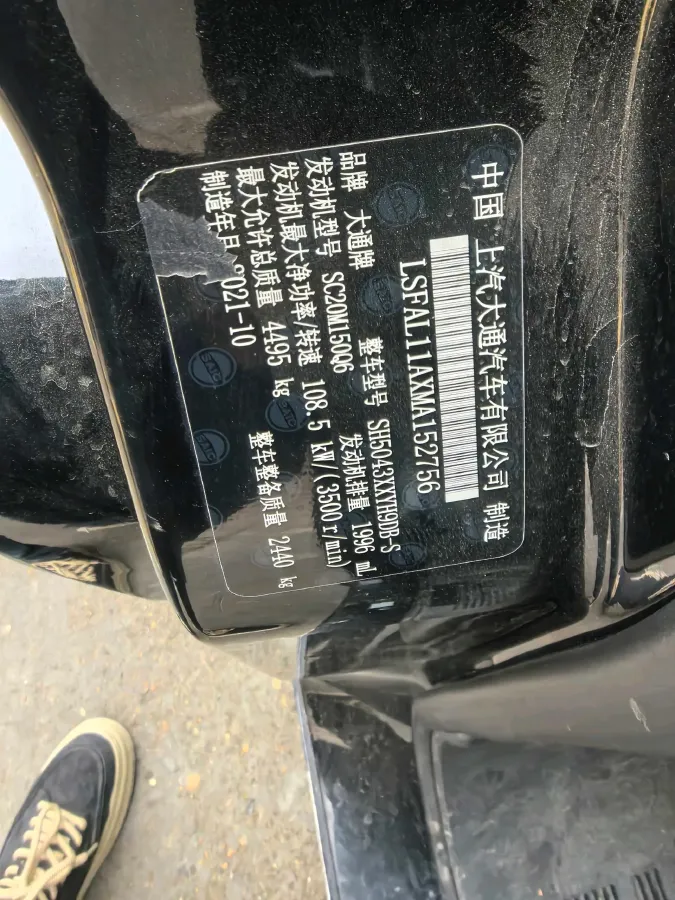 中国 上汽大通汽车有限公司 制造
LSFAL11AXMA152756
品牌 大通牌 整车型号 SH5043XXYH9DB-S
发动机型号 SC20M150Q6 发动机排量 1996 mL
发动机最大净功率/转速 108.5 kW/(3500r/min)
最大允许总质量 4495 kg 整车整备质量 2440 kg
制造年月 2021-10